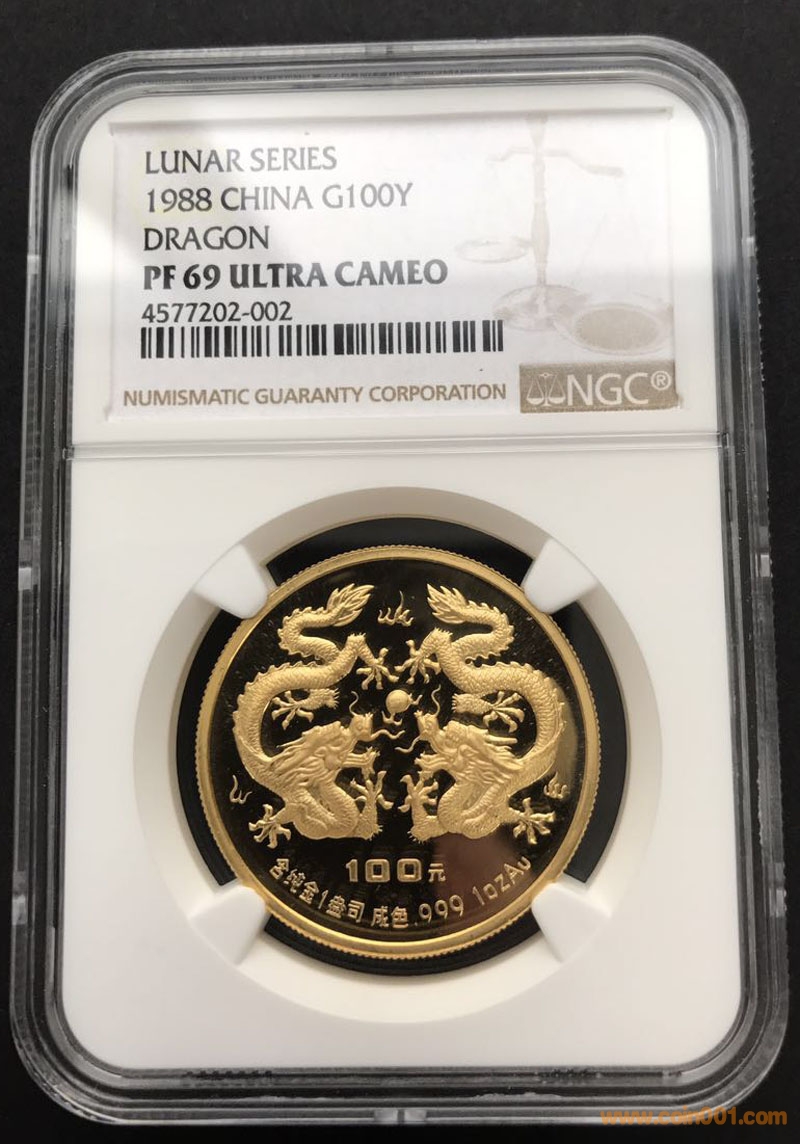 LUNAR SERIES
1988 CHINA G100Y
DRAGON
PF 69 ULTRA CAMEO
4577202-002
NUMISMATIC GUARANTY CORPORATION
NGC®
100元
含纯金1盎司 成色.999 1ozAu
www.coin001.com